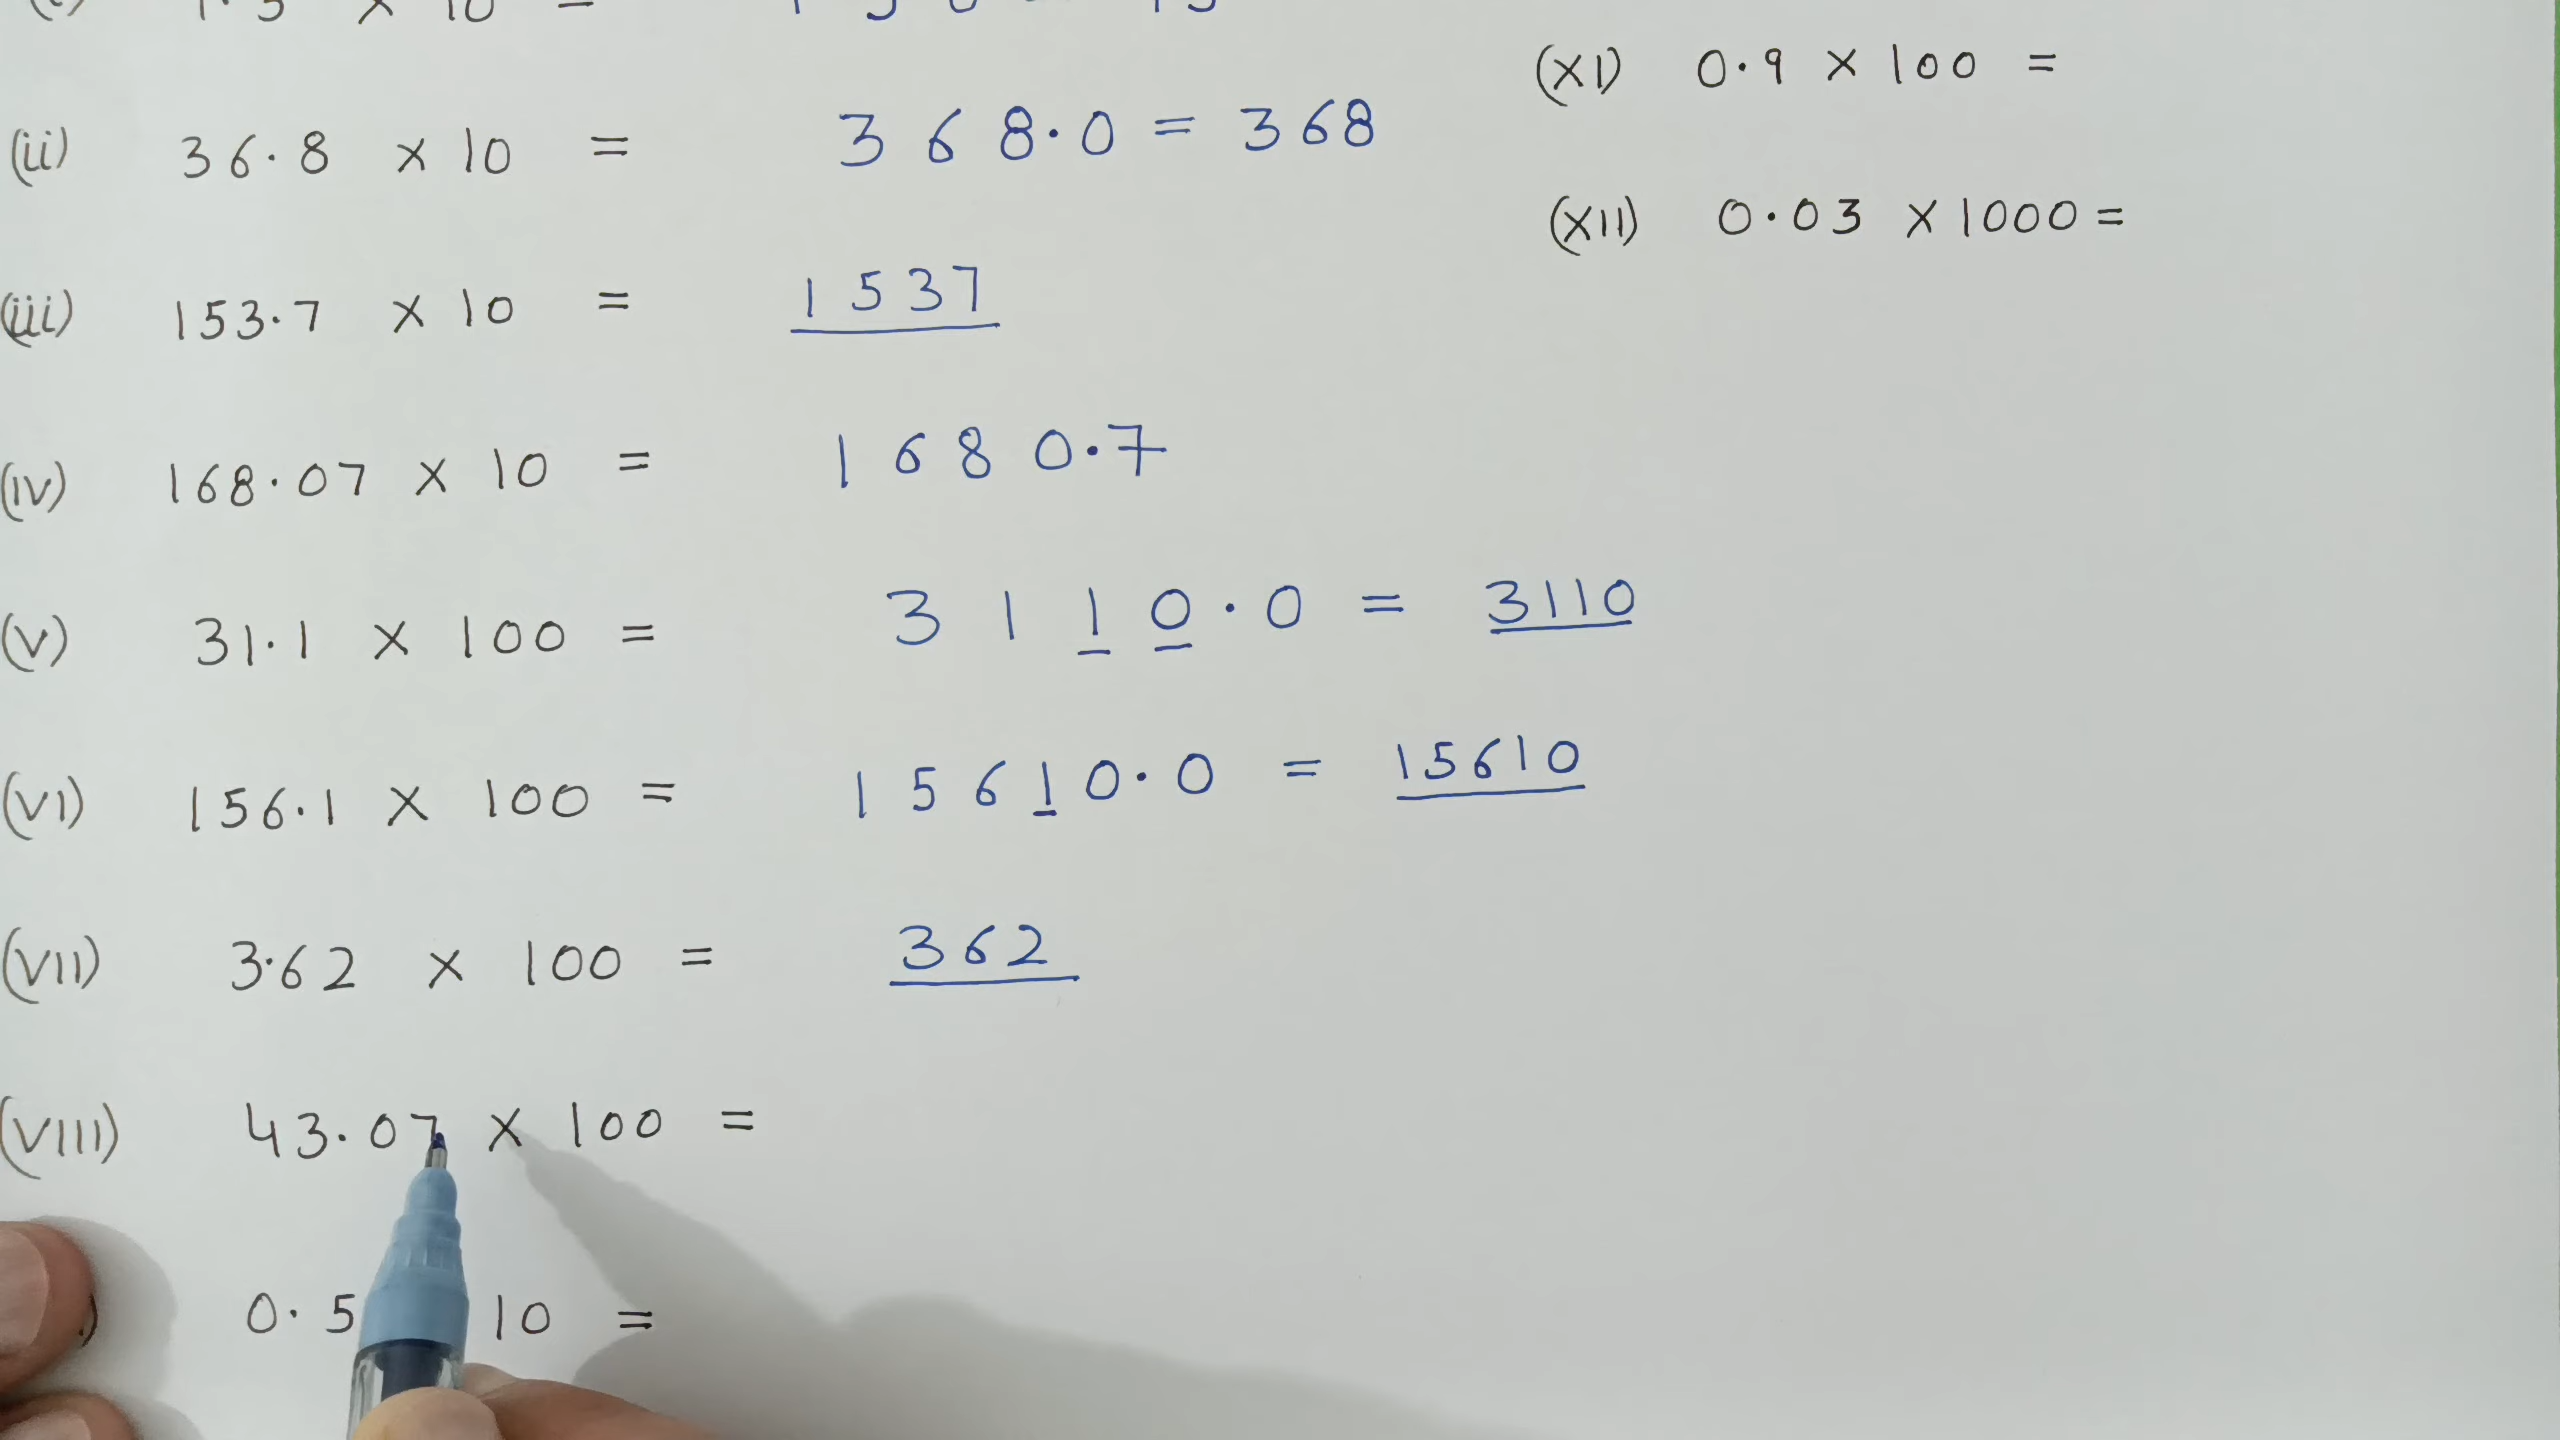 (ii) 36.8 × 10 = 368.0 = 368
(iii) 153.7 × 10 = 1537
(iv) 168.07 × 10 = 1680.7
(v) 31.1 × 100 = 3110.0 = 3110
(vi) 156.1 × 100 = 15610.0 = 15610
(vii) 3.62 × 100 = 362
(viii) 43.07 × 100 =
0.5 10 =
(xi) 0.9 × 100 =
(xii) 0.03 × 1000 =